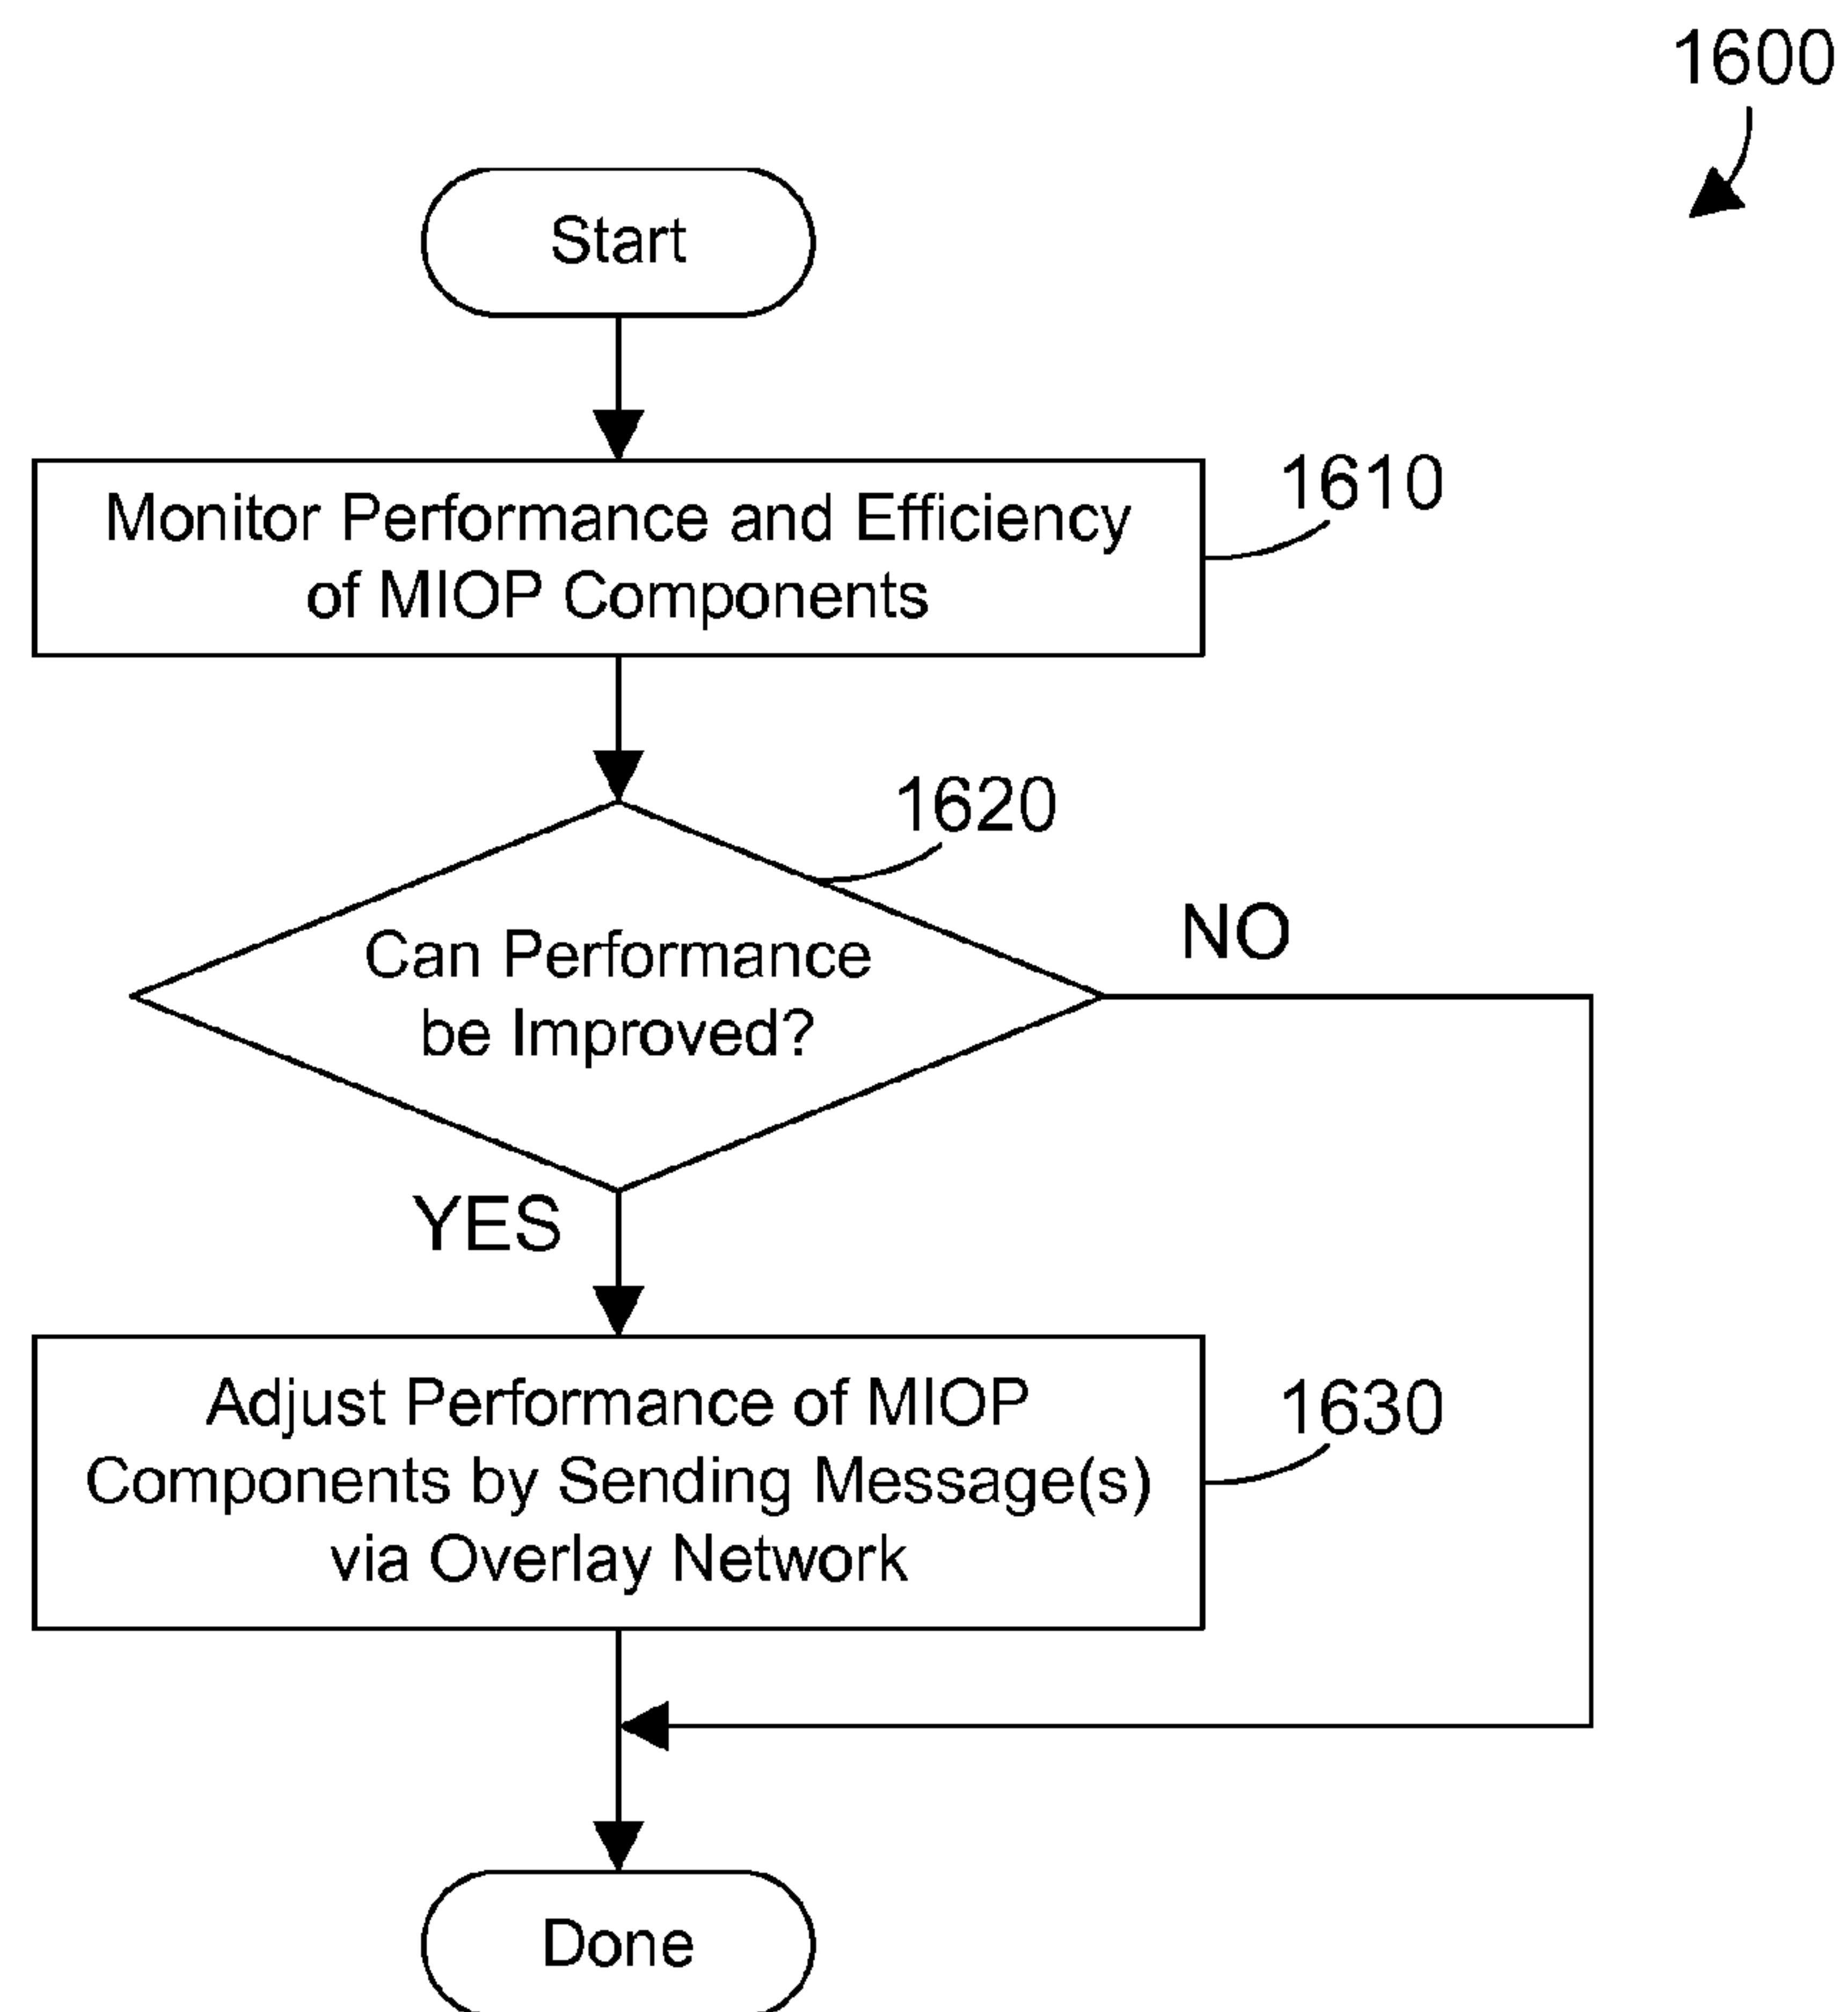 1600
Start
Monitor Performance and Efficiency
of MIOP Components
1610
1620
Can Performance
be Improved?
NO
YES
Adjust Performance of MIOP
Components by Sending Message(s)
via Overlay Network
1630
Done